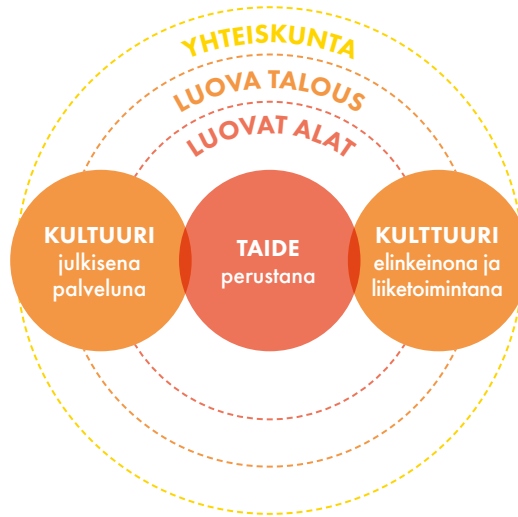 YHTEISKUNTA
LUOVA TALOUS
LUOVAT ALAT
KULTUURI
julkisena
palveluna
TAIDE
perustana
KULTTUURI
elinkeinona ja
liiketoimintana